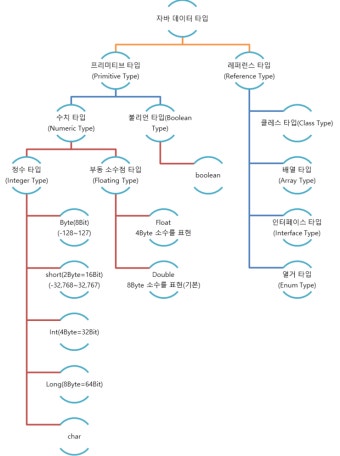 자바 데이터 타입
프리미티브 타입
(Primitive Type)
레퍼런스 타입
(Reference Type)
수치 타입
(Numeric Type)
불리언 타입(Boolean
Type)
클래스 타입(Class Type)
정수 타입
(Integer Type)
부동 소수점 타입
(Floating Type)
boolean
배열 타입
(Array Type)
Byte(8Bit)
(-128~127)
Float
4Byte 소수를 표현
인터페이스 타입
(Interface Type)
short(2Byte=16Bit)
(-32,768~32,767)
Double
8Byte 소수를 표현(기본)
열거 타입
(Enum Type)
Int(4Byte=32Bit)
Long(8Byte=64Bit)
char